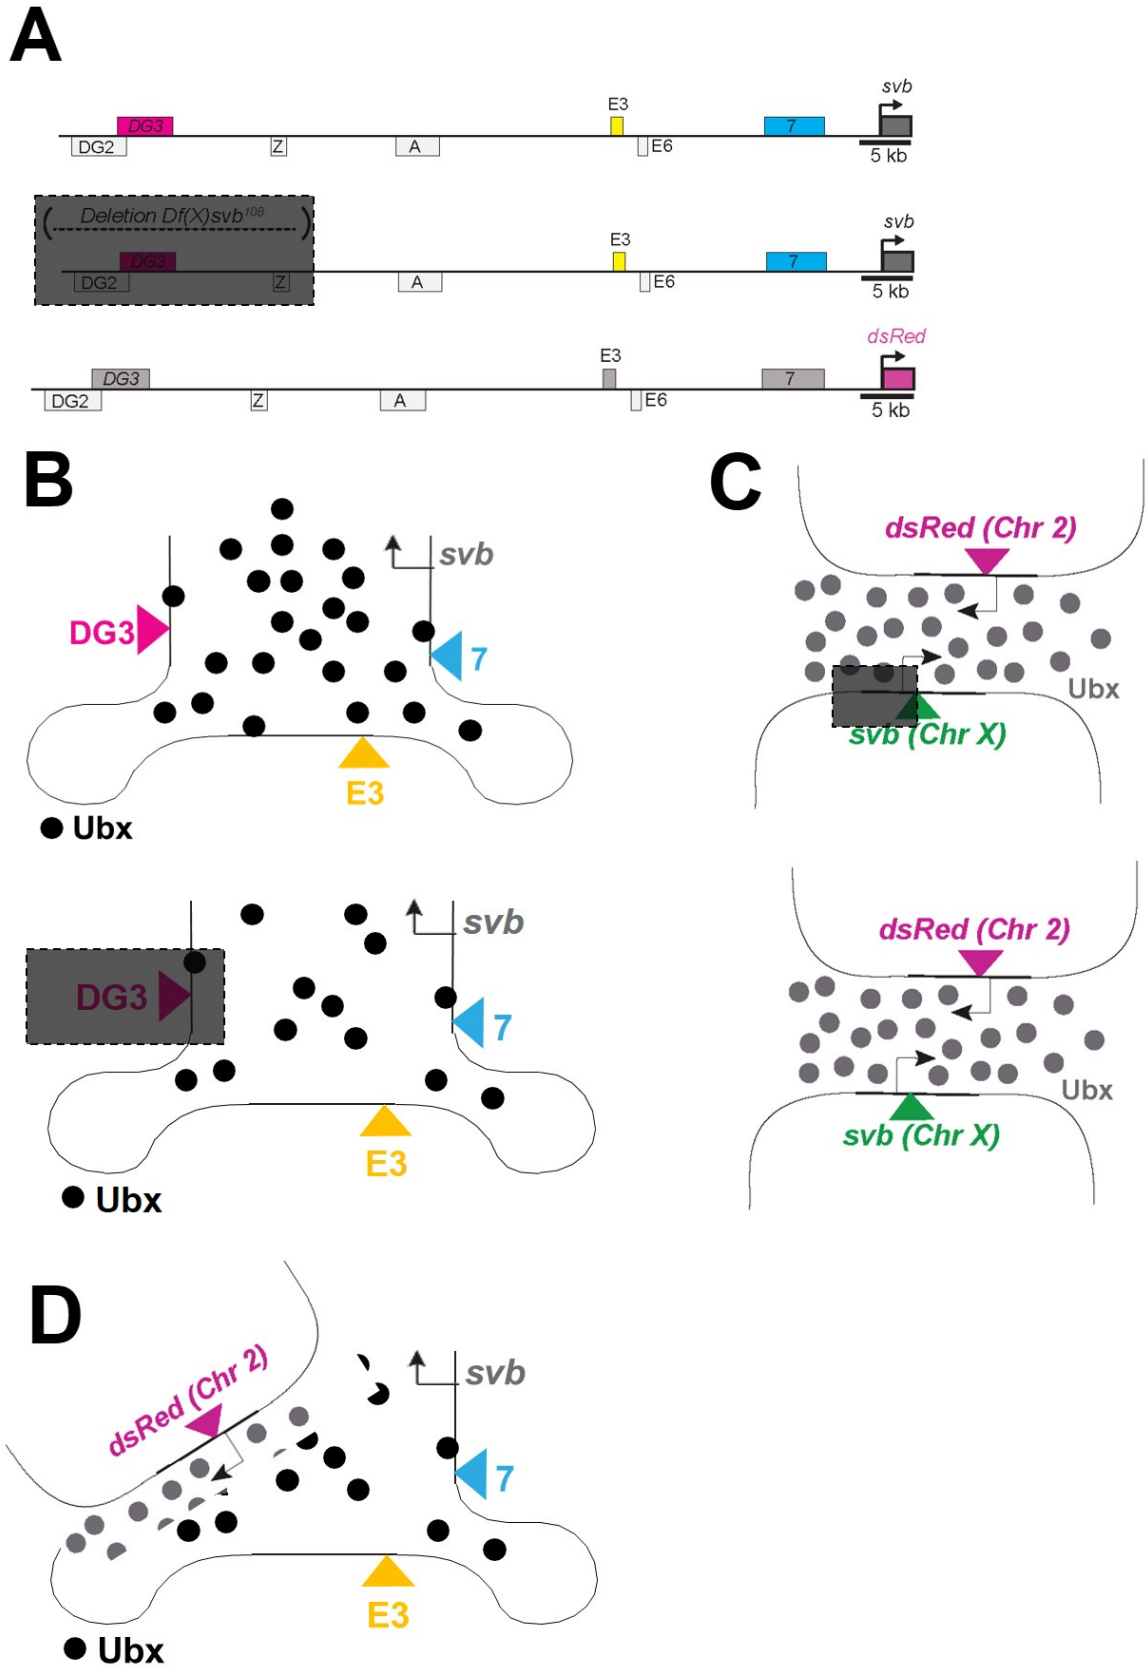 A
svb
E3
DG3
7
DG2
Z
A
E6
5 kb
Deletion Df(X)svb108
svb
E3
DG3
7
DG2
Z
A
E6
5 kb
dsRed
E3
DG3
7
DG2
Z
A
E6
5 kb
B
svb
DG3
7
E3
Ubx
svb
DG3
7
E3
Ubx
C
dsRed (Chr 2)
Ubx
svb (Chr X)
dsRed (Chr 2)
Ubx
svb (Chr X)
D
dsRed (Chr 2)
svb
7
E3
Ubx